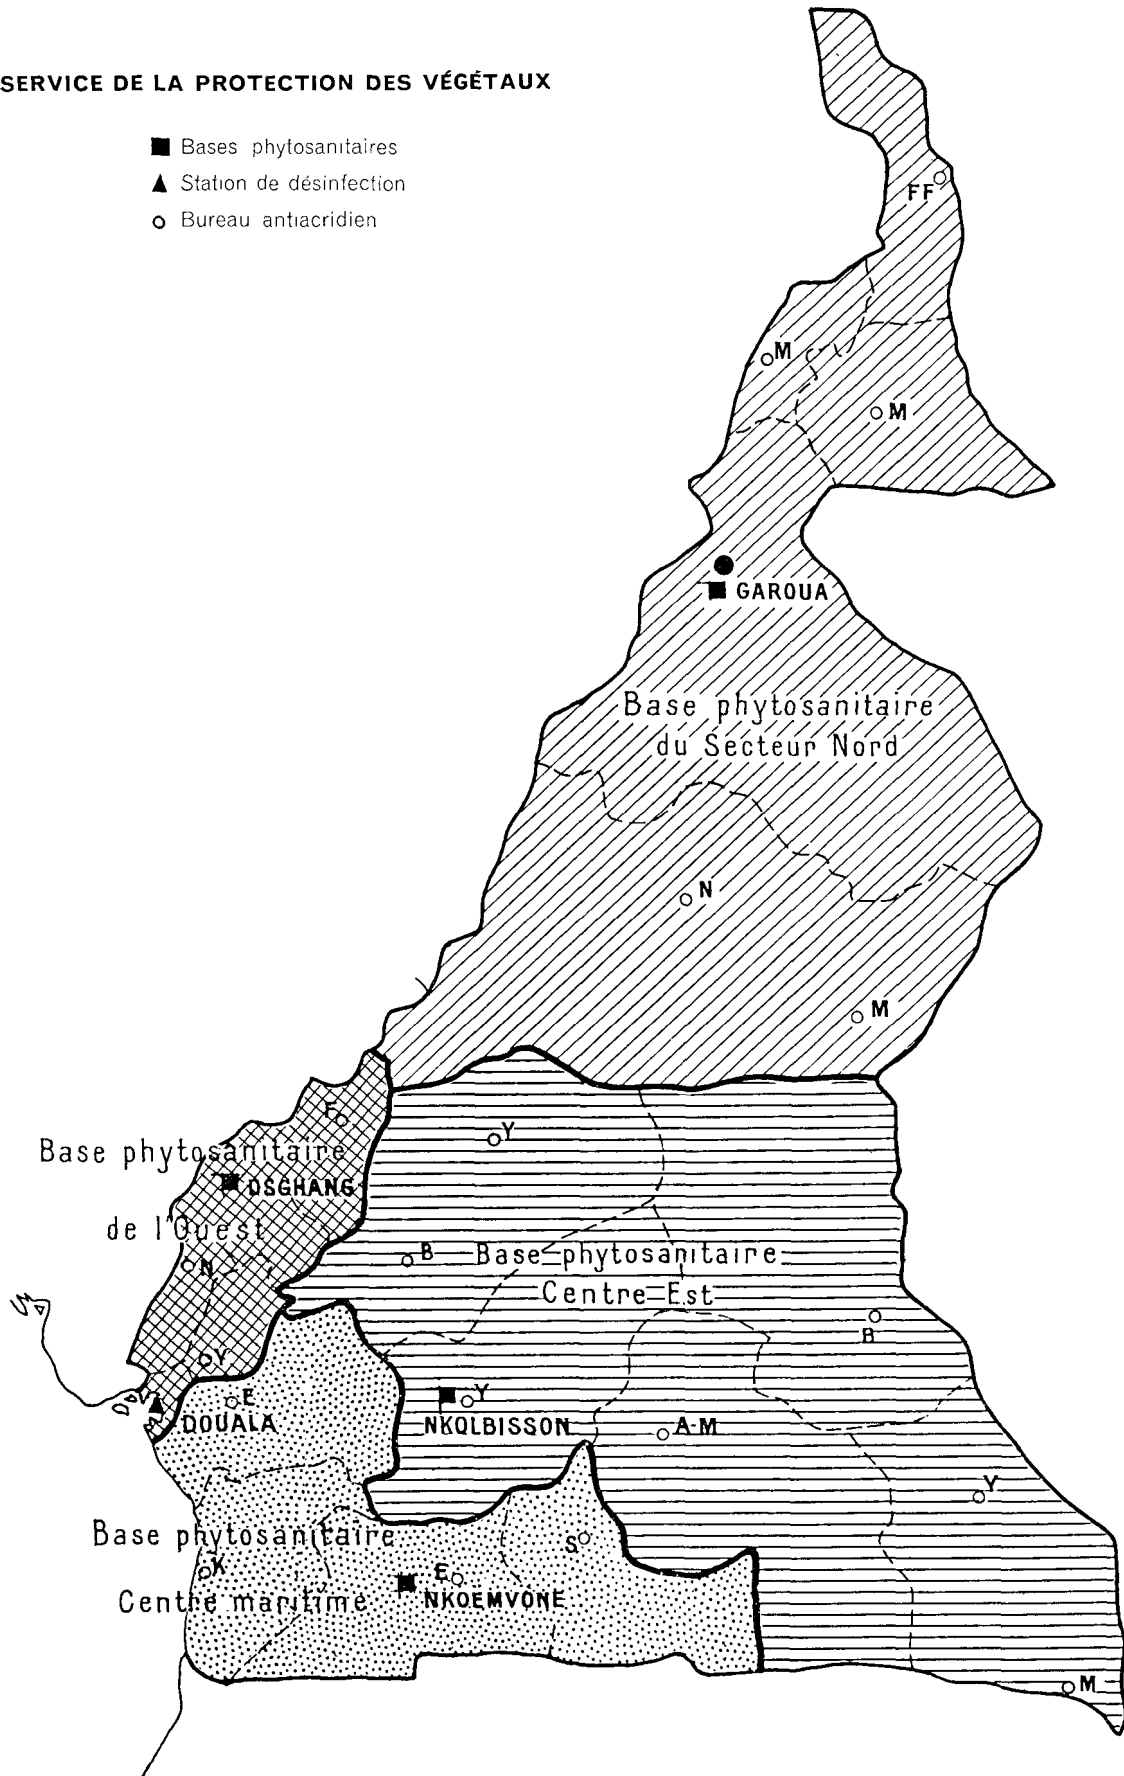 SERVICE DE LA PROTECTION DES VÉGÉTAUX
Bases phytosanitaires
Station de désinfection
Bureau antiacridien
FF
M
M
GAROUA
Base phytosanitaire
du Secteur Nord
N
M
F
Y
Base phytosanitaire
DSGHANG
de l'Ouest
B
Base phytosanitaire
Centre Est
N
B
Y
E
Y
DOUALA
NKOLBISSON
A-M
Y
Base phytosanitaire
S
K
E
Centre maritime
NKOEMVONE
M